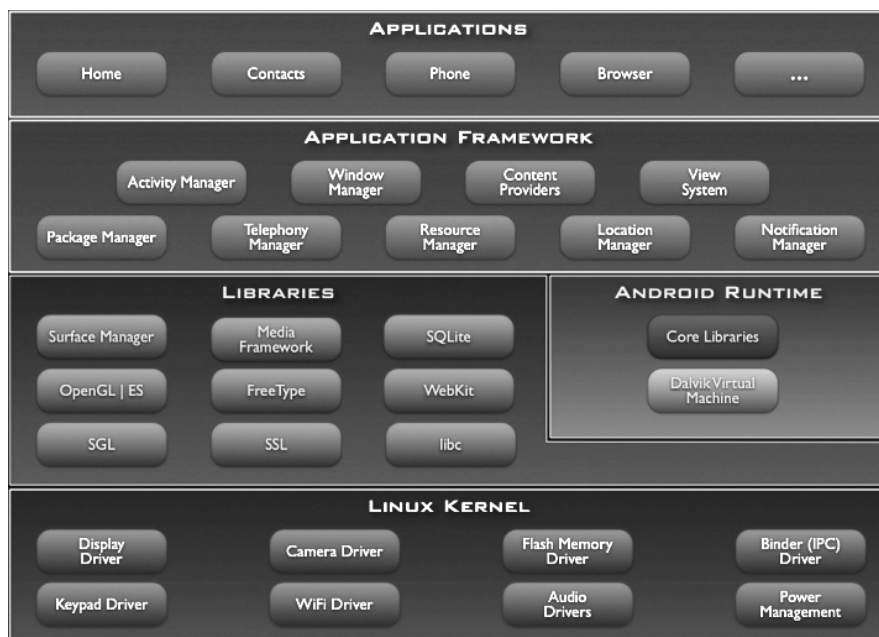 APPLICATIONS
Home Contacts Phone Browser ...
APPLICATION FRAMEWORK
Activity Manager Window Manager Content Providers View System
Package Manager Telephony Manager Resource Manager Location Manager Notification Manager
LIBRARIES
Surface Manager Media Framework SQLite
OpenGL | ES FreeType WebKit
SGL SSL libc
ANDROID RUNTIME
Core Libraries
Dalvik Virtual Machine
LINUX KERNEL
Display Driver Camera Driver Flash Memory Driver Binder (IPC) Driver
Keypad Driver WiFi Driver Audio Drivers Power Management